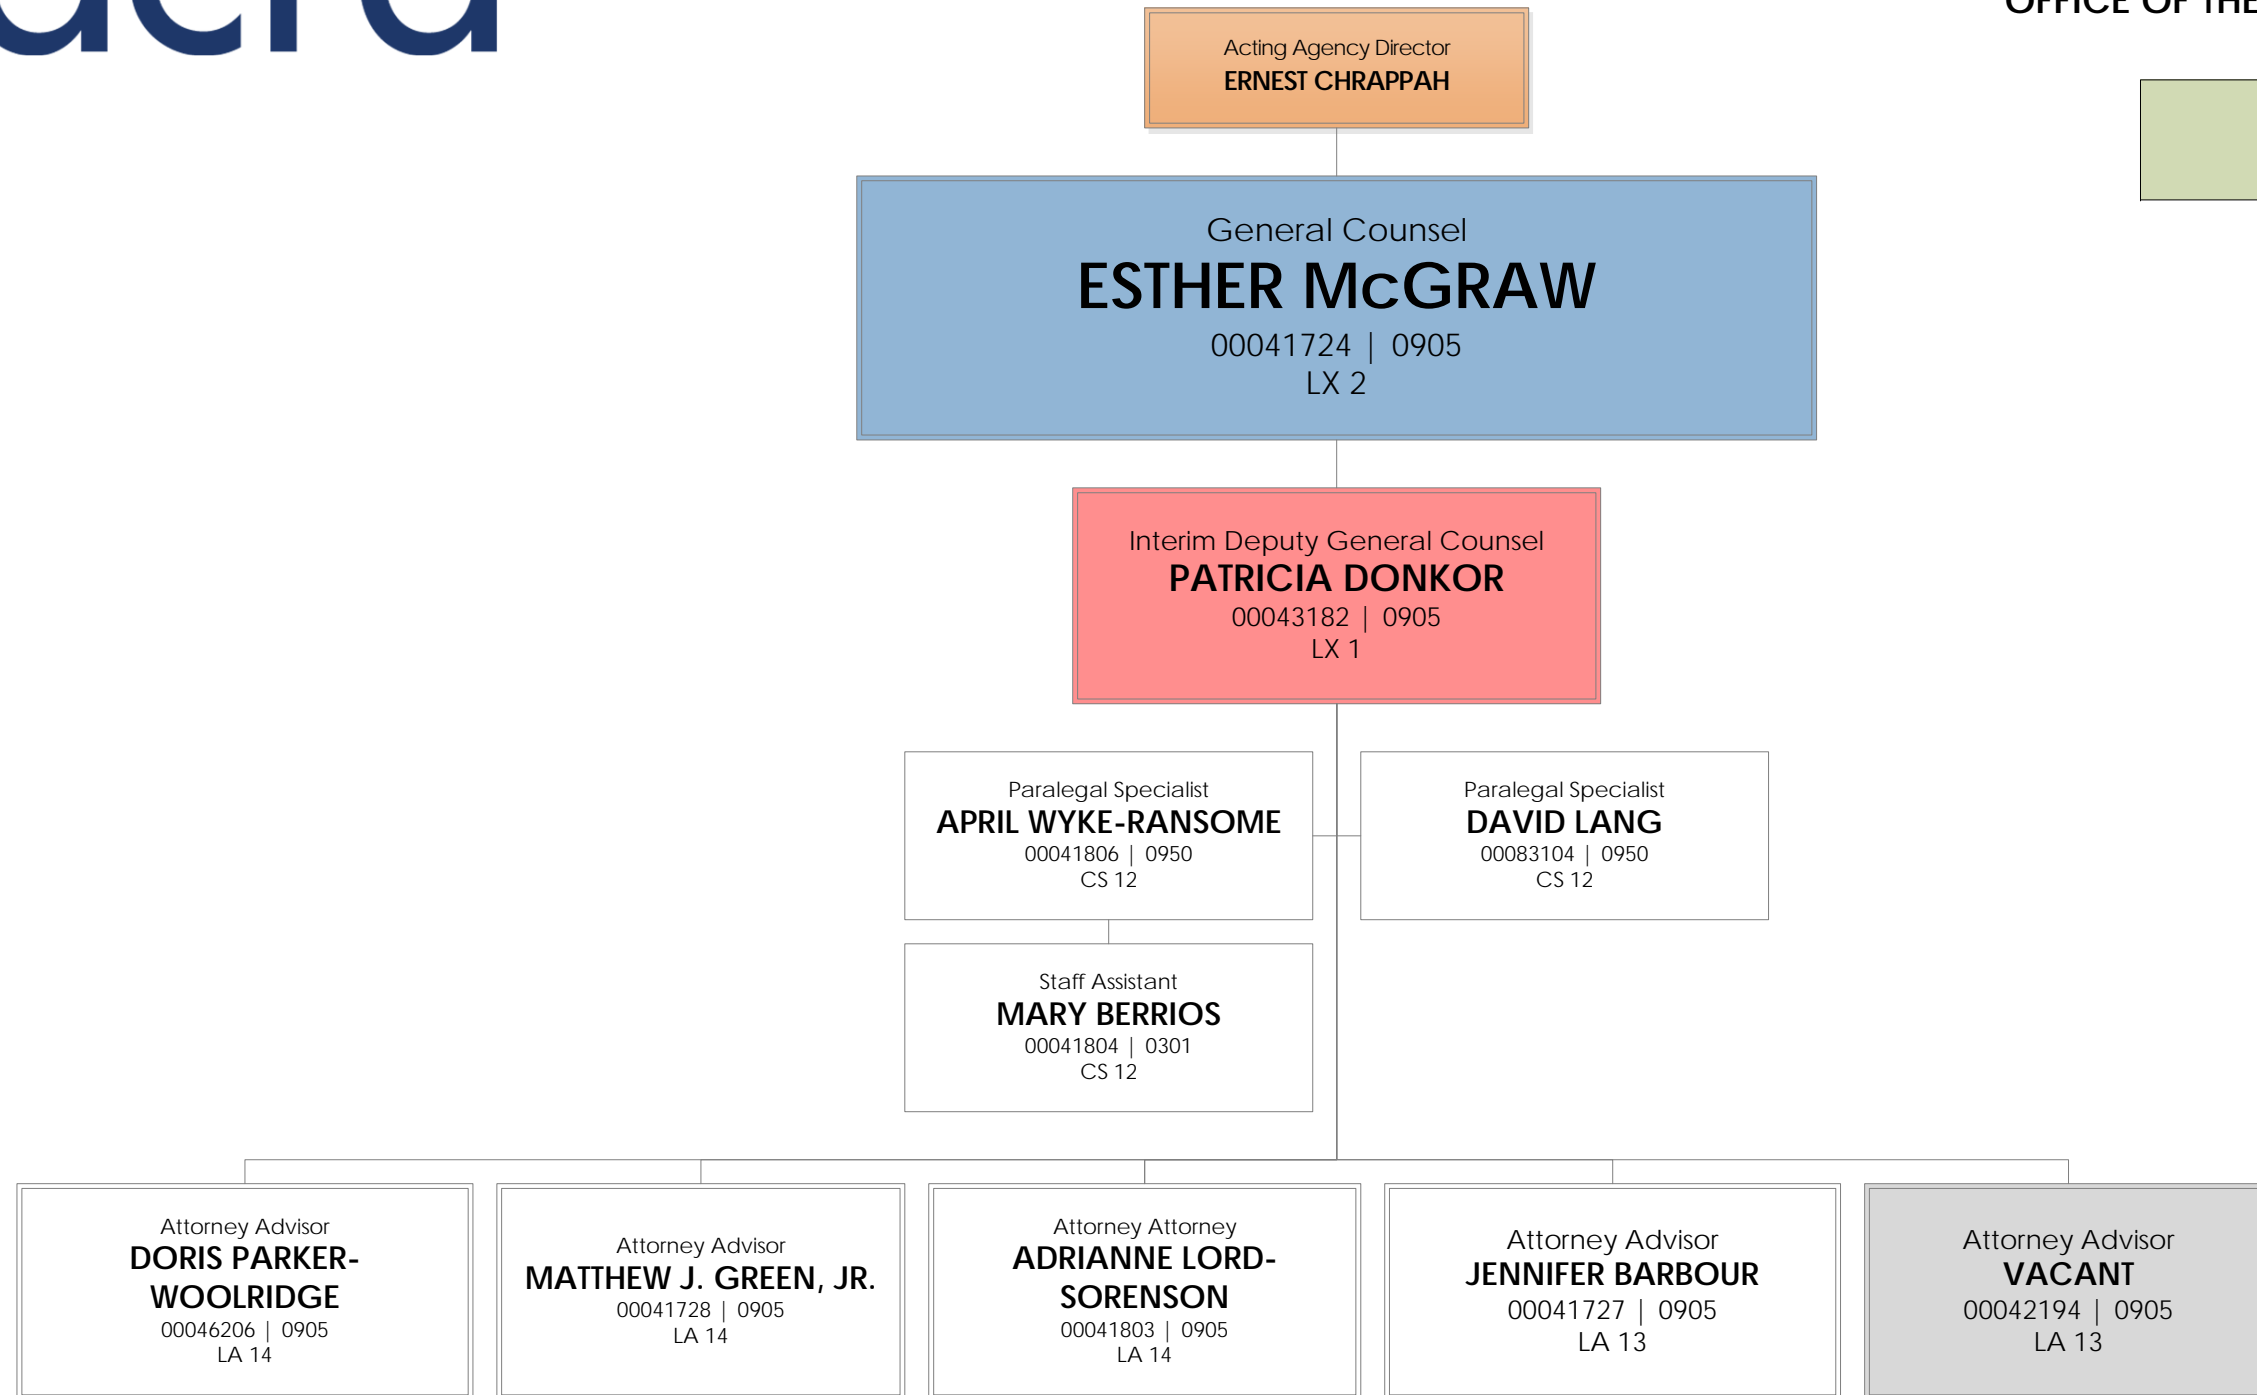 dcra
OFFICE OF THE
Acting Agency Director
ERNEST CHRAPPAH
General Counsel
ESTHER McGRAW
00041724 | 0905
LX 2
Interim Deputy General Counsel
PATRICIA DONKOR
00043182 | 0905
LX 1
Paralegal Specialist
APRIL WYKE-RANSOME
00041806 | 0950
CS 12
Paralegal Specialist
DAVID LANG
00083104 | 0950
CS 12
Staff Assistant
MARY BERRIOS
00041804 | 0301
CS 12
Attorney Advisor
DORIS PARKER-
WOOLRIDGE
00046206 | 0905
LA 14
Attorney Advisor
MATTHEW J. GREEN, JR.
00041728 | 0905
LA 14
Attorney Attorney
ADRIANNE LORD-
SORENSON
00041803 | 0905
LA 14
Attorney Advisor
JENNIFER BARBOUR
00041727 | 0905
LA 13
Attorney Advisor
VACANT
00042194 | 0905
LA 13